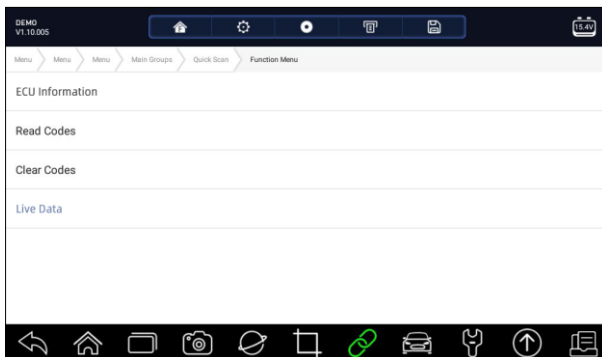 DEMO
V1.10.005
15.4V
Menu Menu Menu Main Groups Quick Scan Function Menu
ECU Information
Read Codes
Clear Codes
Live Data